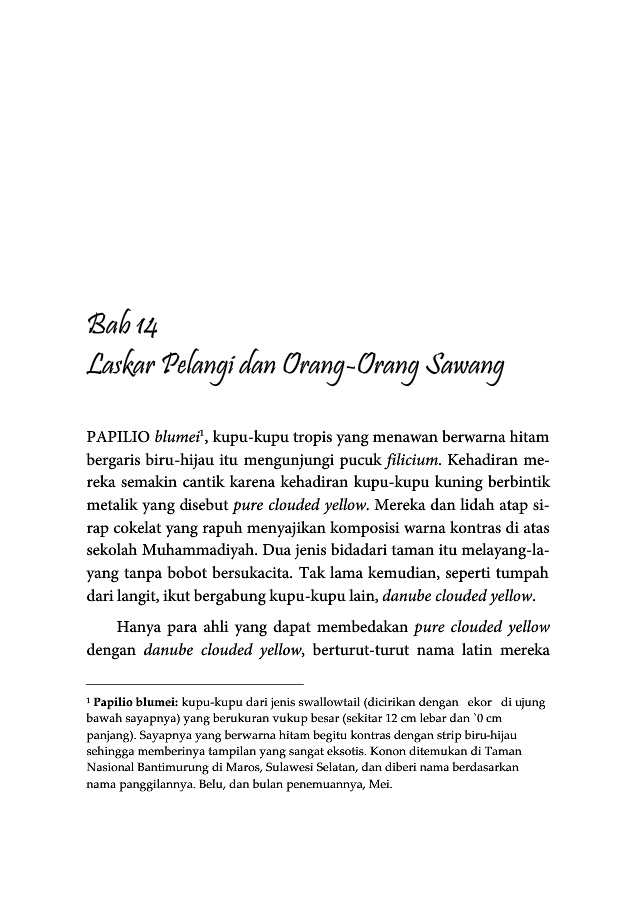 Bab 14
Laskar Pelangi dan Orang-Orang Sawang
PAPILIO blumei¹, kupu-kupu tropis yang menawan berwarna hitam
bergaris biru-hijau itu mengunjungi pucuk filicium. Kehadiran me-
reka semakin cantik karena kehadiran kupu-kupu kuning berbintik
metalik yang disebut pure clouded yellow. Mereka dan lidah atap si-
rap cokelat yang rapuh menyajikan komposisi warna kontras di atas
sekolah Muhammadiyah. Dua jenis bidadari taman itu melayang-la-
yang tanpa bobot bersukacita. Tak lama kemudian, seperti tumpah
dari langit, ikut bergabung kupu-kupu lain, danube clouded yellow.
Hanya para ahli yang dapat membedakan pure clouded yellow
dengan danube clouded yellow, berturut-turut nama latin mereka
¹ Papilio blumei: kupu-kupu dari jenis swallowtail (dicirikan dengan ekor di ujung
bawah sayapnya) yang berukuran vukup besar (sekitar 12 cm lebar dan `0 cm
panjang). Sayapnya yang berwarna hitam begitu kontras dengan strip biru-hijau
sehingga memberinya tampilan yang sangat eksotis. Konon ditemukan di Taman
Nasional Bantimurung di Maros, Sulawesi Selatan, dan diberi nama berdasarkan
nama panggilannya. Belu, dan bulan penemuannya, Mei.